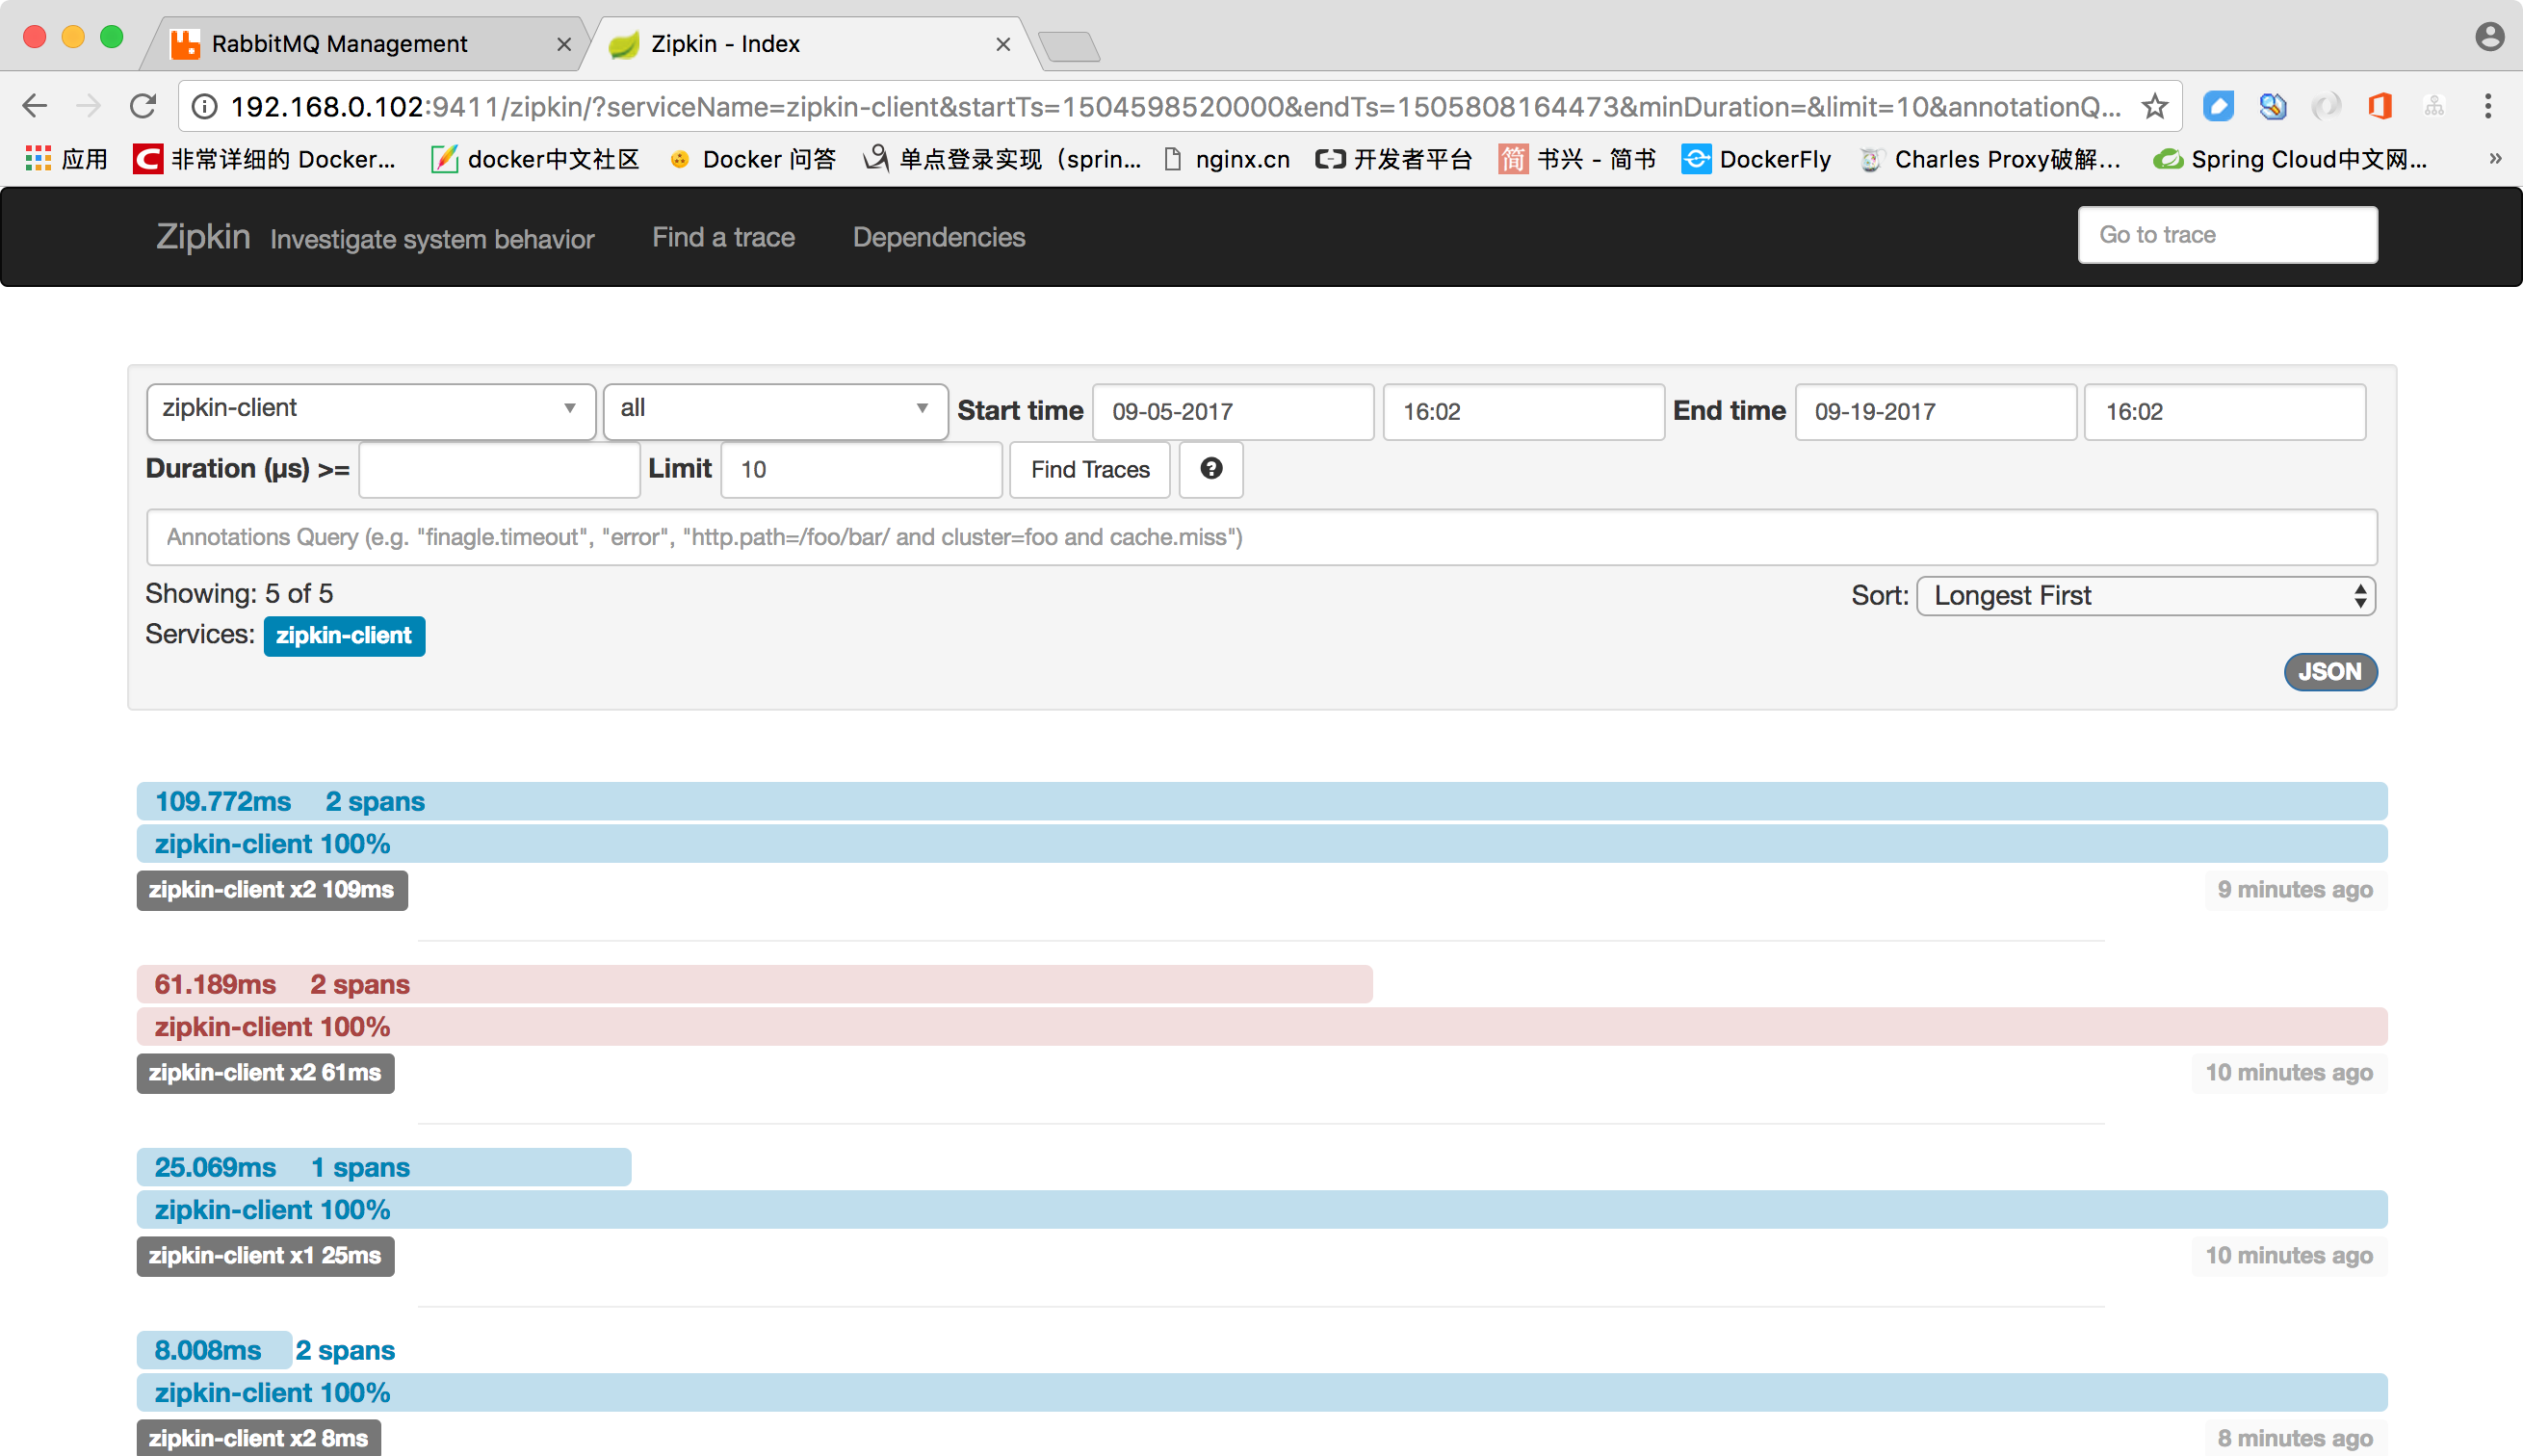 RabbitMQ Management
Zipkin - Index
192.168.0.102:9411/zipkin/?serviceName=zipkin-client&startTs=1504598520000&endTs=1505808164473&minDuration=&limit=10&annotationQ...
应用 非常详细的 Docker... docker中文社区 Docker 问答 单点登录实现（sprin... nginx.cn 开发者平台 简 书兴 - 简书 DockerFly Charles Proxy破解... Spring Cloud中文网... »
Zipkin Investigate system behavior Find a trace Dependencies Go to trace
zipkin-client all Start time 09-05-2017 16:02 End time 09-19-2017 16:02
Duration (μs) >= Limit 10 Find Traces ?
Annotations Query (e.g. "finagle.timeout", "error", "http.path=/foo/bar/ and cluster=foo and cache.miss")
Showing: 5 of 5 Sort: Longest First
Services: zipkin-client
JSON
109.772ms 2 spans
zipkin-client 100%
zipkin-client x2 109ms 9 minutes ago
61.189ms 2 spans
zipkin-client 100%
zipkin-client x2 61ms 10 minutes ago
25.069ms 1 spans
zipkin-client 100%
zipkin-client x1 25ms 10 minutes ago
8.008ms 2 spans
zipkin-client 100%
zipkin-client x2 8ms 8 minutes ago